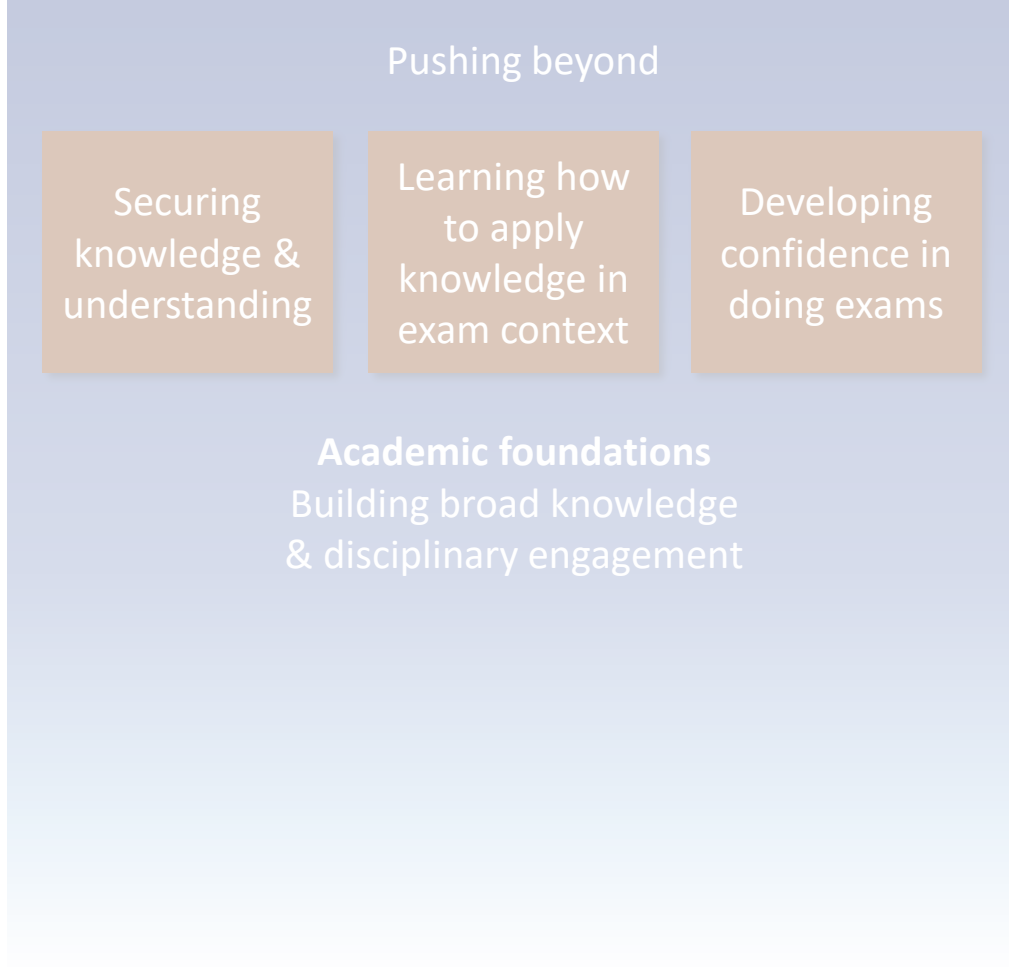 Pushing beyond
Securing
knowledge &
understanding
Learning how
to apply
knowledge in
exam context
Developing
confidence in
doing exams
Academic foundations
Building broad knowledge
& disciplinary engagement